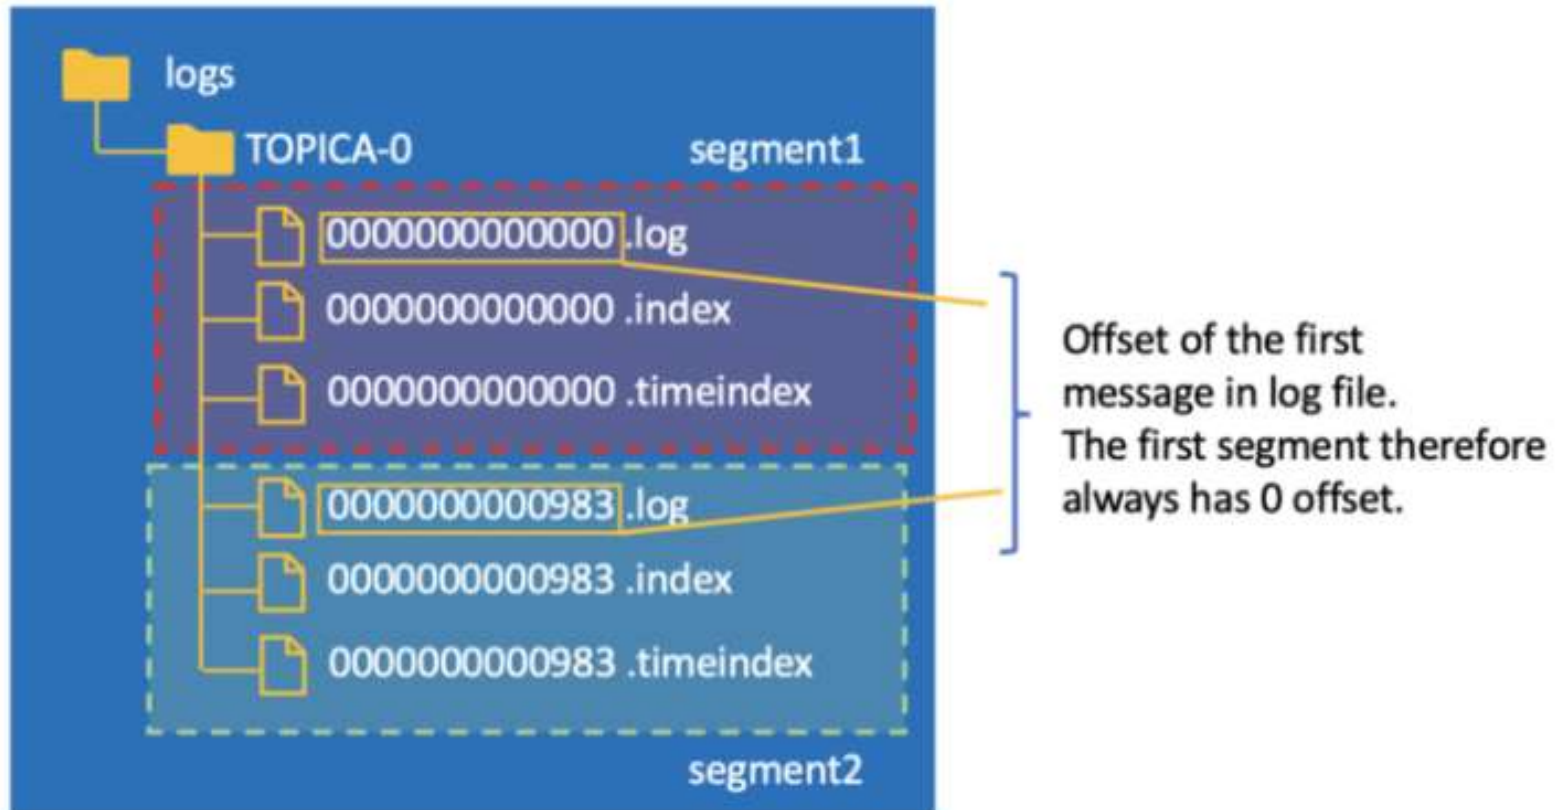 logs
TOPICA-0 segment1
0000000000000 .log
0000000000000 .index
0000000000000 .timeindex
0000000000983 .log
0000000000983 .index
0000000000983 .timeindex
segment2
Offset of the first
message in log file.
The first segment therefore
always has 0 offset.